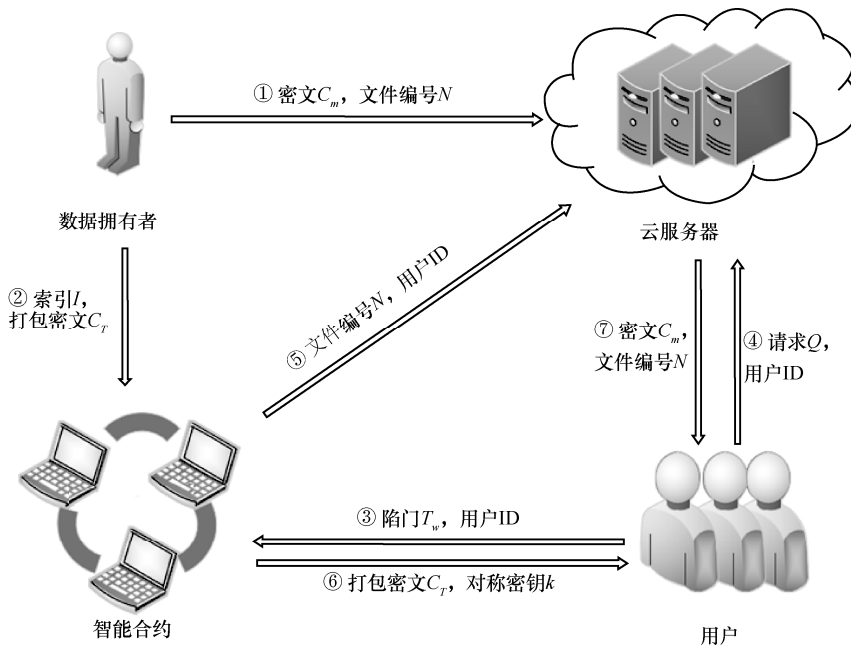 ① 密文Cm，文件编号N
数据拥有者
云服务器
② 索引I，
打包密文CT
⑤ 文件编号N，用户ID
⑦ 密文Cm，
文件编号N
④ 请求Q，
用户ID
③ 陷门Tw，用户ID
⑥ 打包密文CT，对称密钥k
智能合约
用户